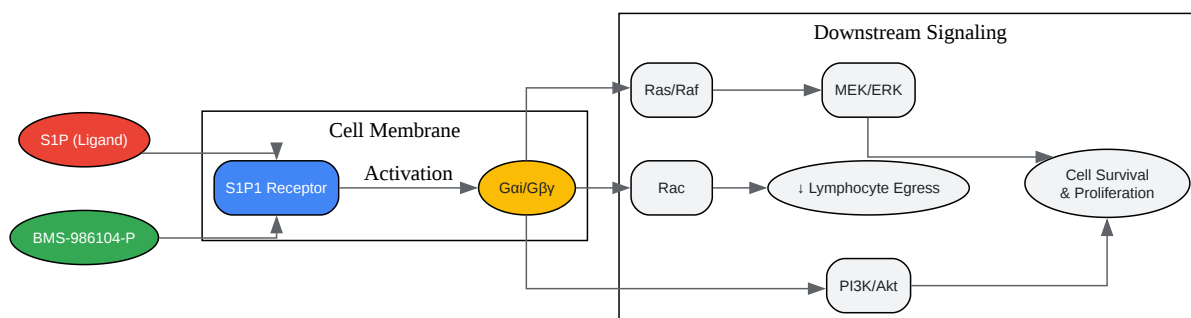 Downstream Signaling
Ras/Raf
MEK/ERK
S1P (Ligand)
Cell Membrane
Activation
S1P1 Receptor
Gαi/Gβγ
Rac
↓ Lymphocyte Egress
Cell Survival
& Proliferation
BMS-986104-P
PI3K/Akt